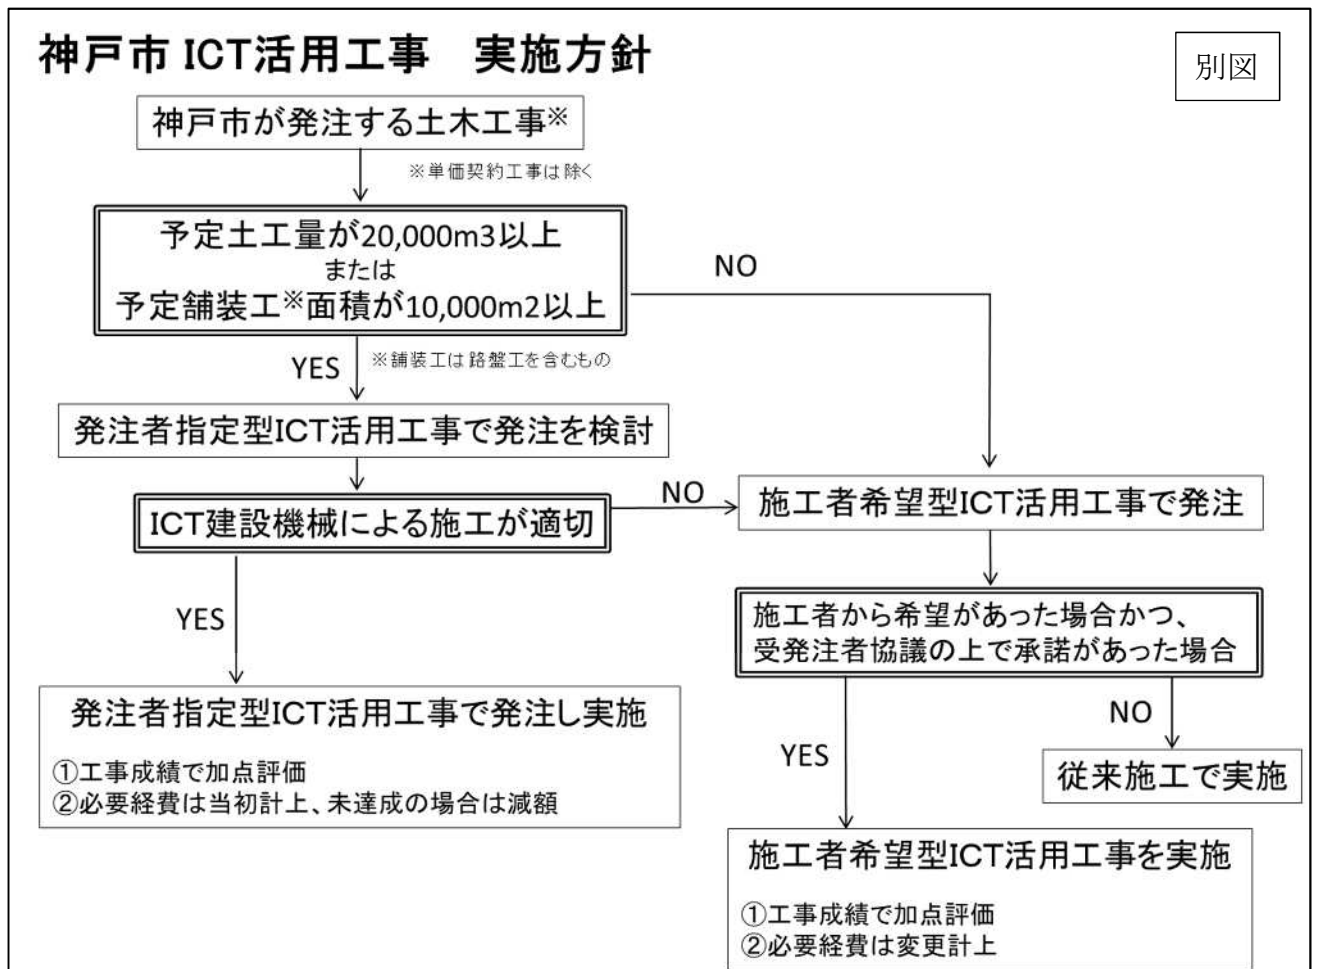 神戸市 ICT活用工事　実施方針
別図
神戸市が発注する土木工事※
※単価契約工事は除く
予定土工量が20,000m3以上
または
予定舗装工※面積が10,000m2以上
NO
YES
※舗装工は路盤工を含むもの
発注者指定型ICT活用工事で発注を検討
ICT建設機械による施工が適切
NO
施工者希望型ICT活用工事で発注
YES
施工者から希望があった場合かつ、
受発注者協議の上で承諾があった場合
発注者指定型ICT活用工事で発注し実施
①工事成績で加点評価
②必要経費は当初計上、未達成の場合は減額
YES
NO
従来施工で実施
施工者希望型ICT活用工事を実施
①工事成績で加点評価
②必要経費は変更計上